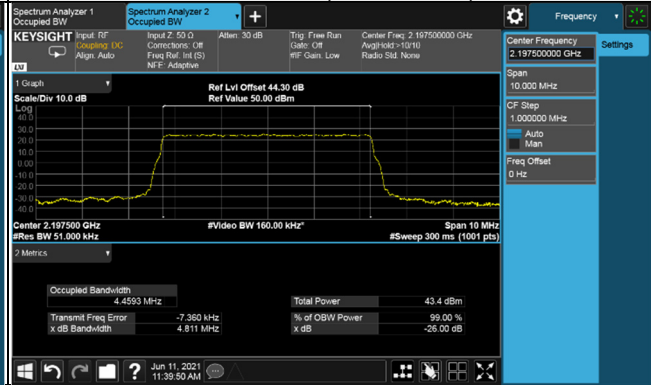 Spectrum Analyzer 1
Occupied BW
Spectrum Analyzer 2
Occupied BW
Frequency
KEYSIGHT
Input: RF
Coupling: DC
Align: Auto
Input Z: 50 Ω
Corrections: Off
Freq Ref: Int (S)
NFE: Adaptive
Atten: 30 dB
Trig: Free Run
Gate: Off
#IF Gain: Low
Center Freq: 2.197500000 GHz
Avg|Hold:>10/10
Radio Std: None
LXI
Center Frequency
2.197500000 GHz
Settings
Span
10.000 MHz
CF Step
1.000000 MHz
Auto
Man
Freq Offset
0 Hz
1 Graph
Scale/Div 10.0 dB
Ref Lvl Offset 44.30 dB
Ref Value 50.00 dBm
Log
40.0
30.0
20.0
10.0
0.00
-10.0
-20.0
-30.0
-40.0
Center 2.197500 GHz
#Res BW 51.000 kHz
#Video BW 160.00 kHz*
Span 10 MHz
#Sweep 300 ms (1001 pts)
2 Metrics
Occupied Bandwidth
4.4593 MHz
Total Power 43.4 dBm
Transmit Freq Error -7.360 kHz
% of OBW Power 99.00 %
x dB Bandwidth 4.811 MHz
x dB -26.00 dB
Jun 11, 2021
11:39:50 AM